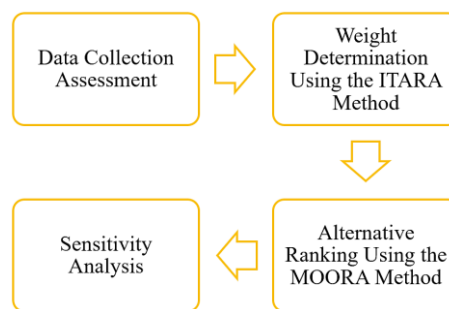 Data Collection
Assessment
Weight
Determination
Using the ITARA
Method
Alternative
Ranking Using the
MOORA Method
Sensitivity
Analysis